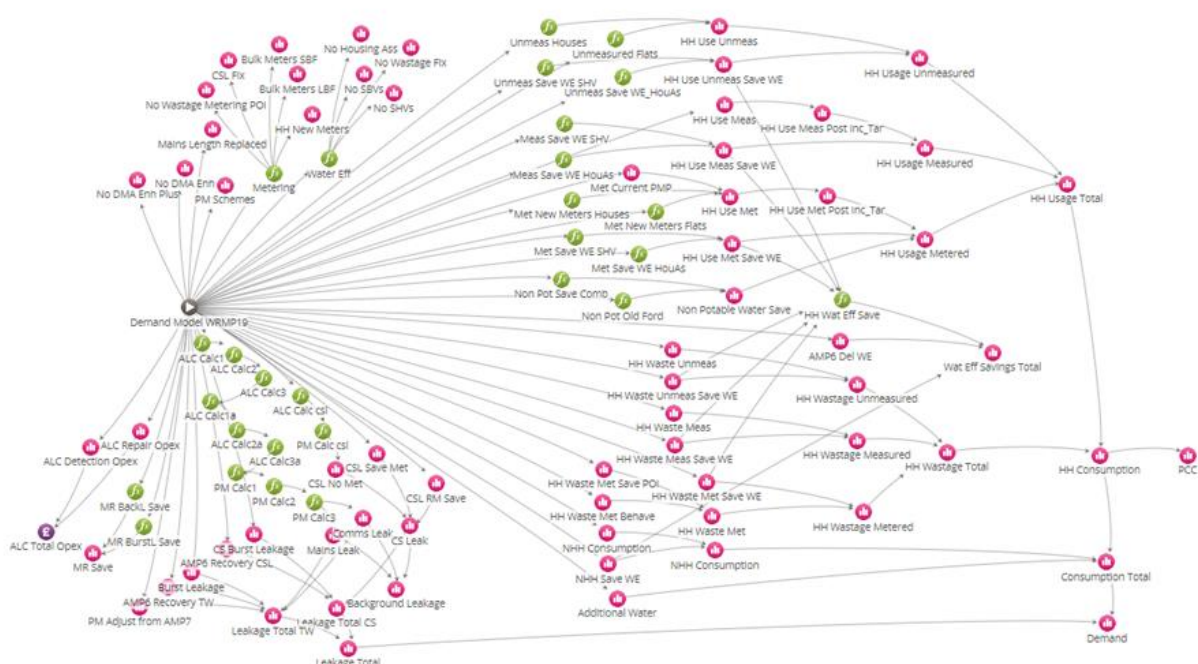 Unmeas Houses
Unmeasured Flats
HH Use Unmeas
HH Usage Unmeasured
Unmeas Save WE SHV
Unmeas Save WE_HouAs
HH Use Unmeas Save WE
HH Use Meas
HH Use Meas Post Inc_Tar
HH Usage Measured
Meas Save WE SHV
Meas Save WE HouAs
HH Use Meas Save WE
Met Current PMP
Met New Meters Houses
Met New Meters Flats
HH Use Met
HH Use Met Post Inc_Tar
HH Usage Total
Met Save WE SHV
Met Save WE HouAs
HH Use Met Save WE
HH Usage Metered
Non Pot Save Comb
Non Pot Old Ford
Non Potable Water Save
HH Wat Eff Save
No Housing Ass
Bulk Meters SBF
No Wastage Fix
CSL Fix
Bulk Meters LBF
No SBVs
No Wastage Metering POI
No SHVs
HH New Meters
Mains Length Replaced
Water Eff
No DMA Enn
Metering
No DMA Enn Plus
PM Schemes
Demand Model WRMP19
ALC Calc1
ALC Calc2
ALC Calc3
ALC Calc csl
ALC Calc1a
ALC Calc2a
ALC Calc3a
PM Calc csl
ALC Repair Opex
ALC Detection Opex
CSL Save Met
CSL No Met
CSL RM Save
PM Calc1
PM Calc2
PM Calc3
MR BackL Save
MR BurstL Save
ALC Total Opex
MR Save
Comms Leak
Mains Leak
CS Leak
CS Burst Leakage
AMP6 Recovery CSL
Burst Leakage
AMP6 Recovery TW
Background Leakage
PM Adjust from AMP7
Leakage Total TW
Leakage Total CS
Leakage Total
AMP6 Del WE
Wat Eff Savings Total
HH Waste Unmeas
HH Waste Unmeas Save WE
HH Wastage Unmeasured
HH Waste Meas
HH Waste Meas Save WE
HH Wastage Measured
HH Wastage Total
HH Consumption
PCC
HH Waste Met Save POI
HH Waste Met Save WE
HH Waste Met Behave
HH Waste Met
HH Wastage Metered
NHH Consumption
NHH Consumption
NHH Save WE
Consumption Total
Additional Water
Demand